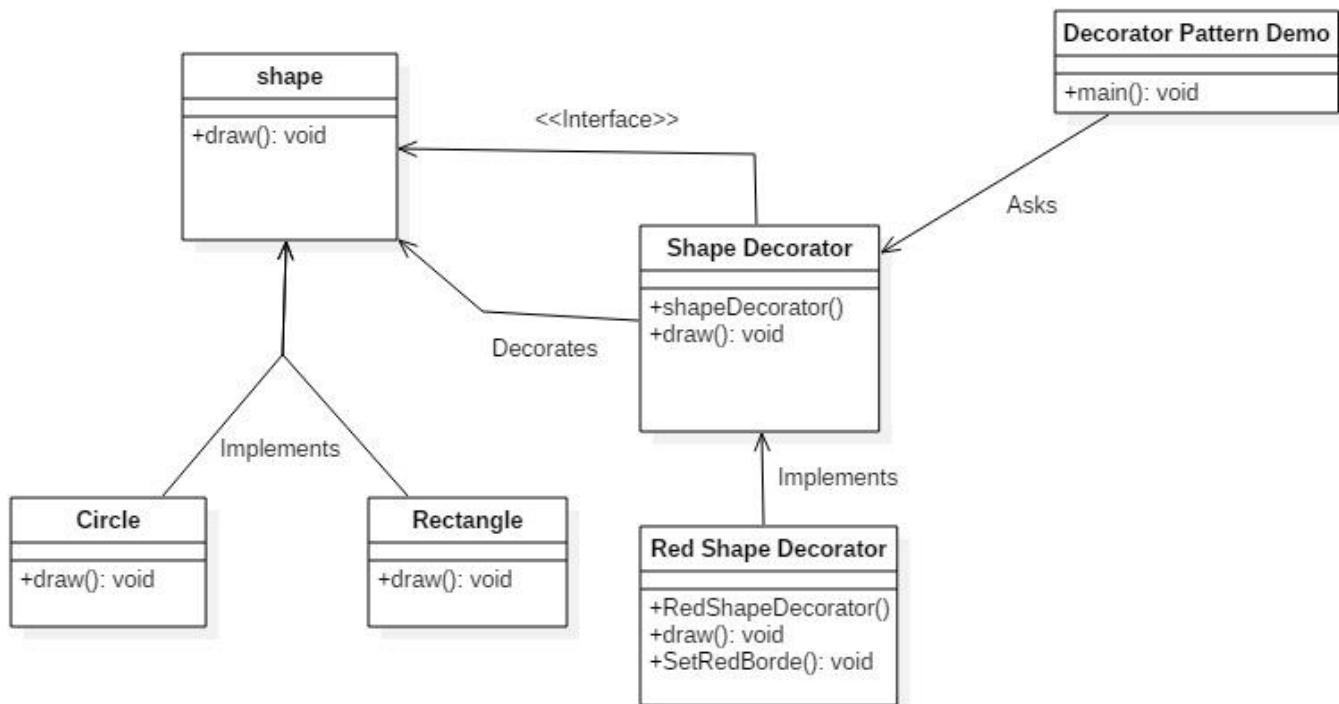 Decorator Pattern Demo
+main(): void
shape
+draw(): void
<<Interface>>
Asks
Shape Decorator
+shapeDecorator()
+draw(): void
Decorates
Implements
Implements
Circle
+draw(): void
Rectangle
+draw(): void
Red Shape Decorator
+RedShapeDecorator()
+draw(): void
+SetRedBorde(): void